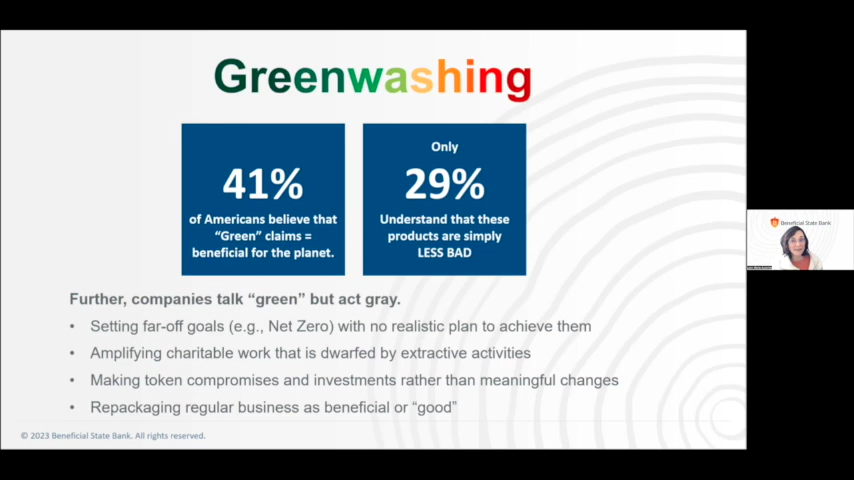 Greenwashing
41%
of Americans believe that
“Green” claims =
beneficial for the planet.
Only
29%
Understand that these
products are simply
LESS BAD
Further, companies talk “green” but act gray.
• Setting far-off goals (e.g., Net Zero) with no realistic plan to achieve them
• Amplifying charitable work that is dwarfed by extractive activities
• Making token compromises and investments rather than meaningful changes
• Repackaging regular business as beneficial or “good”
© 2023 Beneficial State Bank. All rights reserved.
Beneficial State Bank